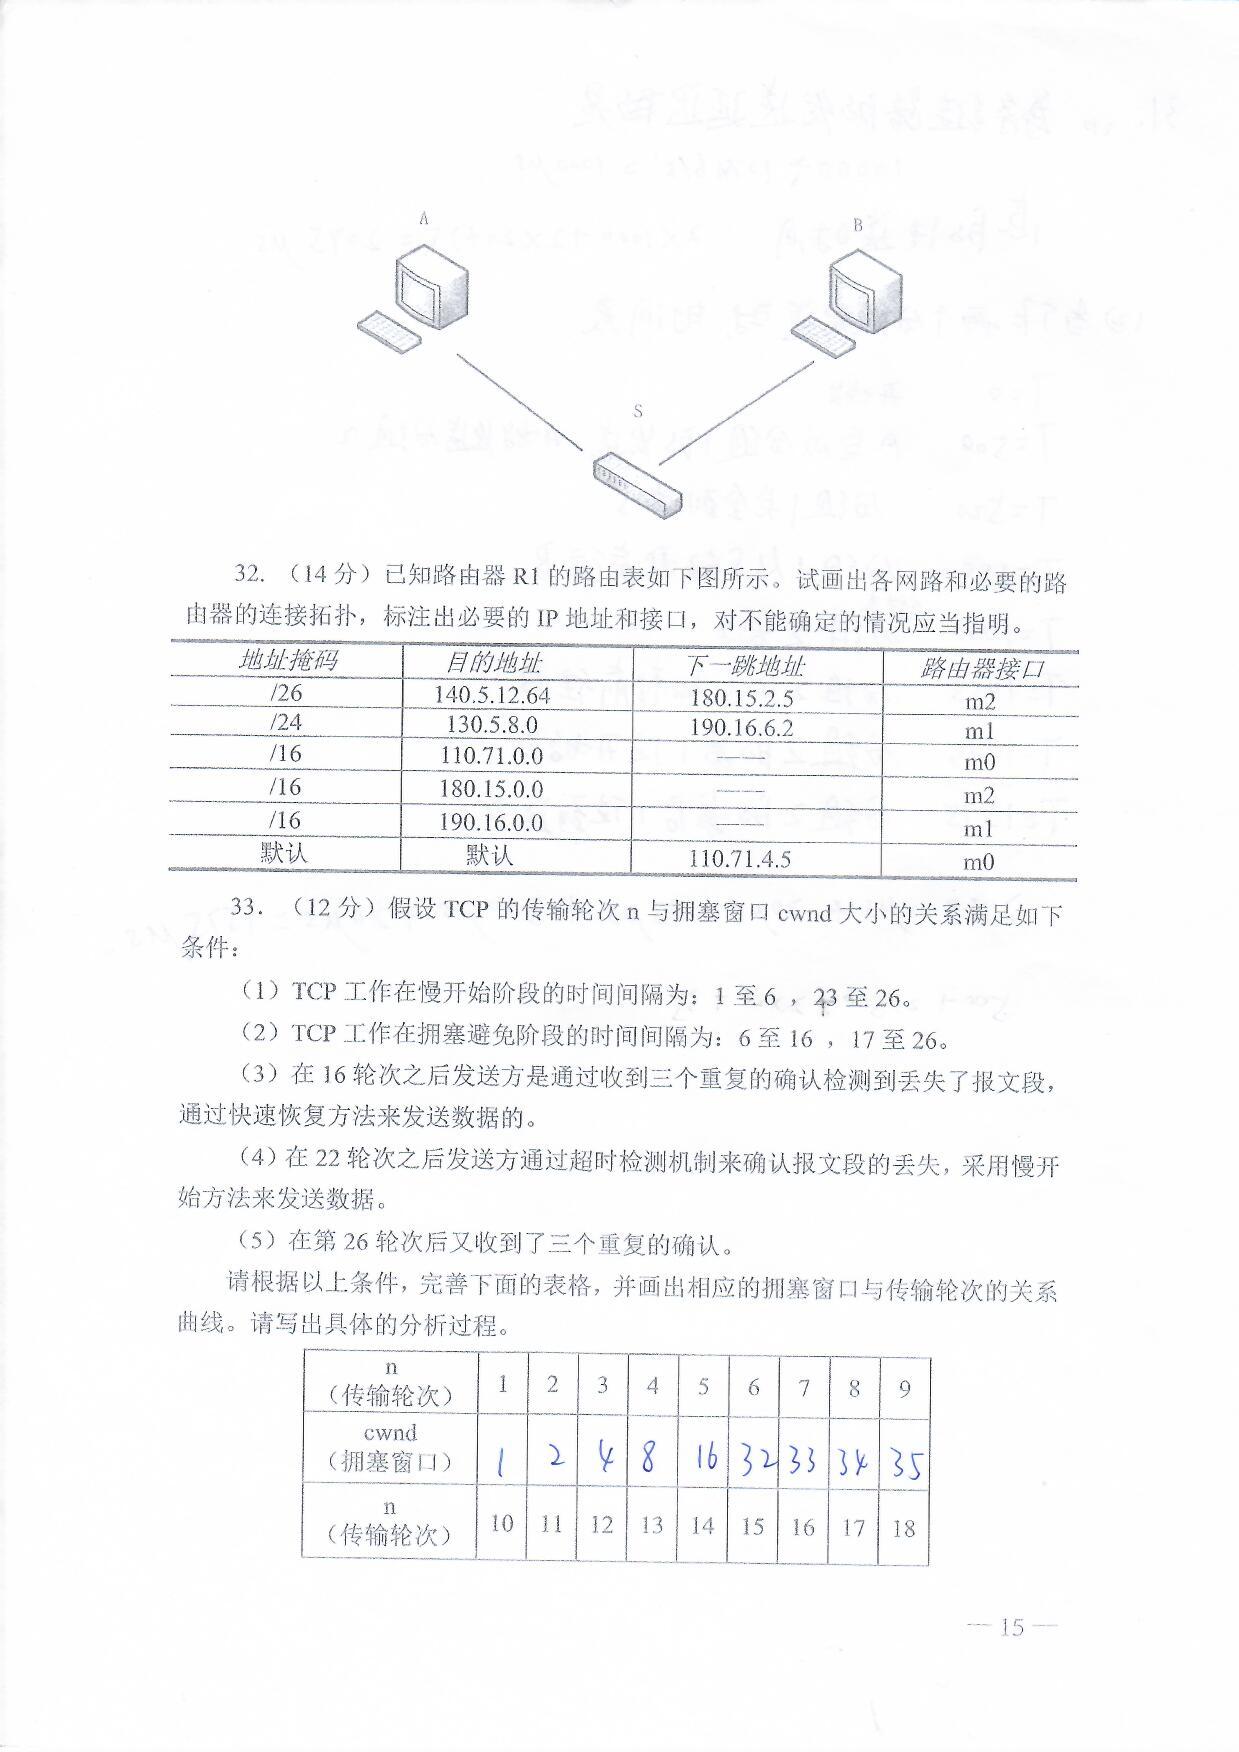 A
B
S
32. （14 分）已知路由器 R1 的路由表如下图所示。试画出各网路和必要的路
由器的连接拓扑，标注出必要的 IP 地址和接口，对不能确定的情况应当指明。
地址掩码 目的地址 下一跳地址 路由器接口
/26 140.5.12.64 180.15.2.5 m2
/24 130.5.8.0 190.16.6.2 m1
/16 110.71.0.0 —— m0
/16 180.15.0.0 —— m2
/16 190.16.0.0 —— m1
默认 默认 110.71.4.5 m0
33. （12 分）假设 TCP 的传输轮次 n 与拥塞窗口 cwnd 大小的关系满足如下
条件：
（1）TCP 工作在慢开始阶段的时间间隔为：1 至 6 ，23 至 26。
（2）TCP 工作在拥塞避免阶段的时间间隔为：6 至 16 ，17 至 26。
（3）在 16 轮次之后发送方是通过收到三个重复的确认检测到丢失了报文段，
通过快速恢复方法来发送数据的。
（4）在 22 轮次之后发送方通过超时检测机制来确认报文段的丢失，采用慢开
始方法来发送数据。
（5）在第 26 轮次后又收到了三个重复的确认。
请根据以上条件，完善下面的表格，并画出相应的拥塞窗口与传输轮次的关系
曲线。请写出具体的分析过程。
n
（传输轮次） 1 2 3 4 5 6 7 8 9
cwnd
（拥塞窗口） 1 2 4 8 16 32 33 34 35
n
（传输轮次） 10 11 12 13 14 15 16 17 18
— 15 —